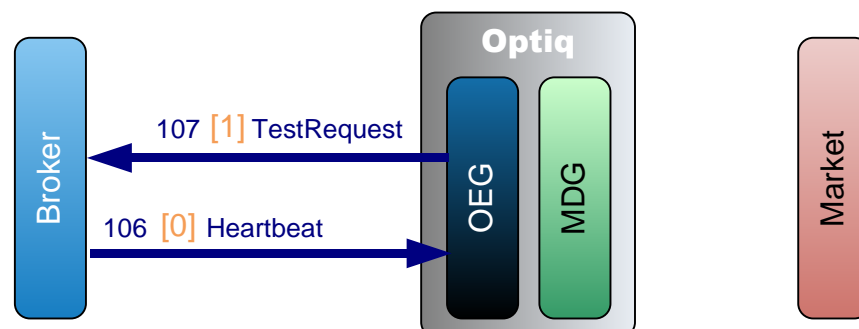 Optiq
107 [1] TestRequest
Broker
OEG
MDG
Market
106 [0] Heartbeat